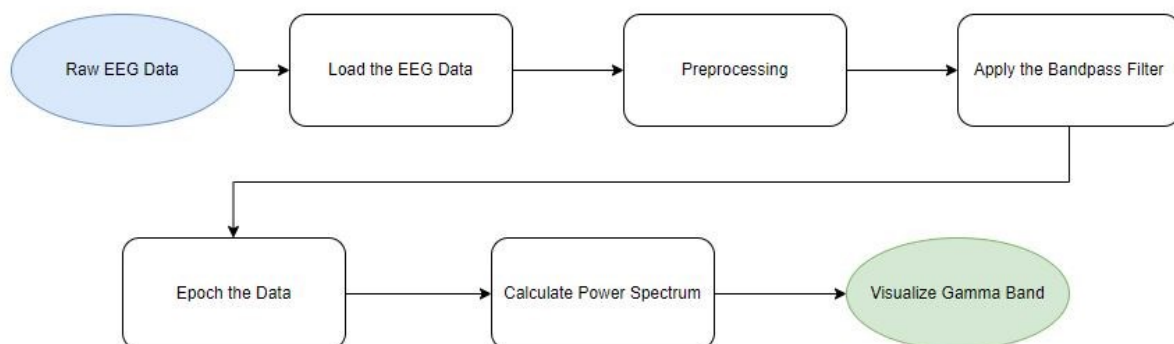 Raw EEG Data
Load the EEG Data
Preprocessing
Apply the Bandpass Filter
Epoch the Data
Calculate Power Spectrum
Visualize Gamma Band